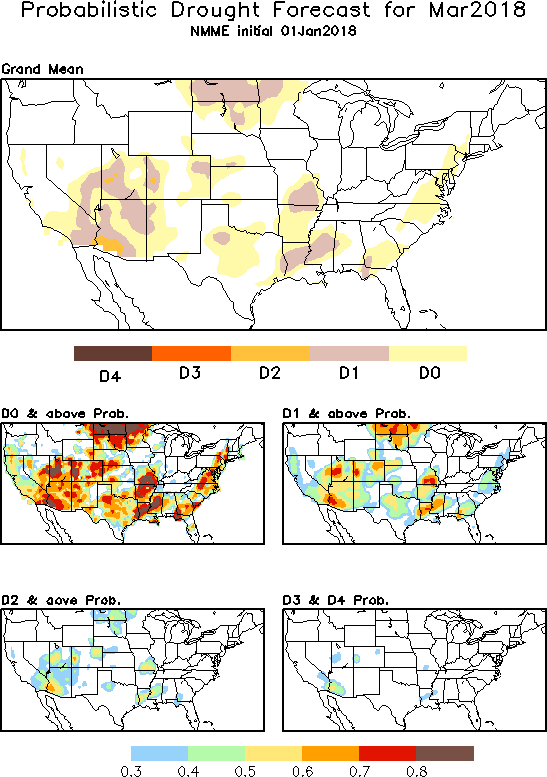 Probabilistic Drought Forecast for Mar2018
NMME initial 01Jan2018
Grand Mean
D4 D3 D2 D1 D0
D0 & above Prob. D1 & above Prob.
D2 & aove Prob. D3 & D4 Prob.
0.3 0.4 0.5 0.6 0.7 0.8